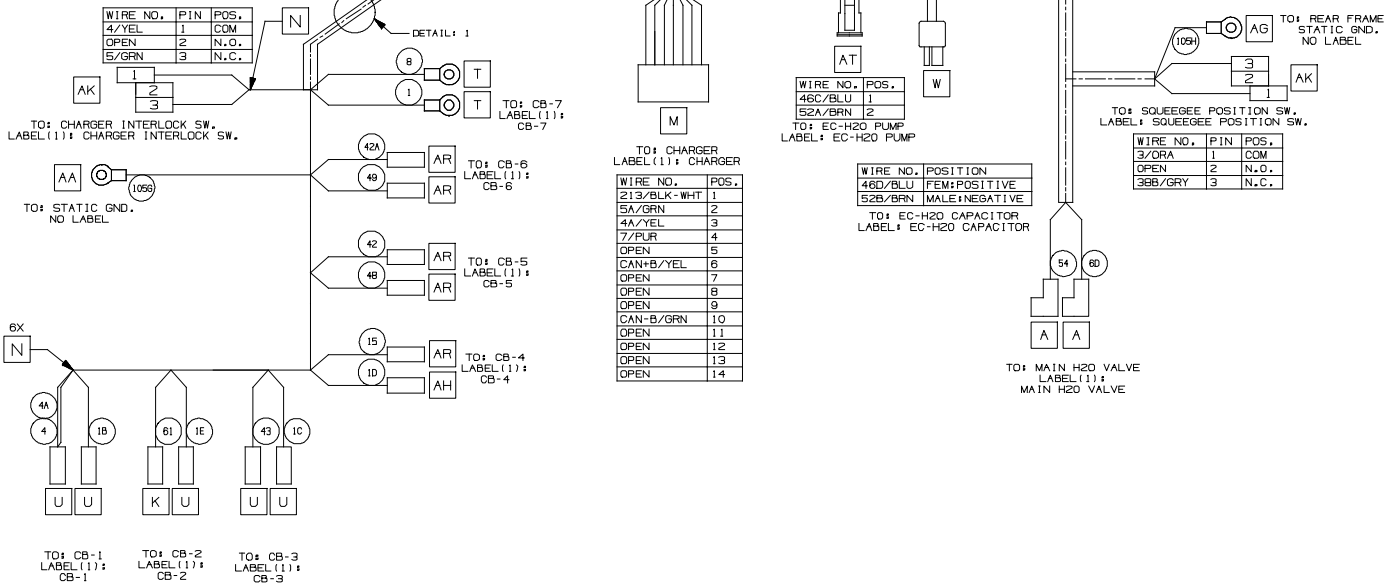 WIRE NO. PIN POS.
4/YEL 1 COM
OPEN 2 N.O.
5/GRN 3 N.C.
N
DETAIL: 1
AK
1
2
3
TO: CHARGER INTERLOCK SW.
LABEL(1): CHARGER INTERLOCK SW.
8
T
1
T
TO: CB-7
LABEL(1):
CB-7
AA
105G
TO: STATIC GND.
NO LABEL
42A
AR
49
AR
TO: CB-6
LABEL(1):
CB-6
42
AR
48
AR
TO: CB-5
LABEL(1):
CB-5
15
AR
1D
AH
TO: CB-4
LABEL(1):
CB-4
6X
N
4A
4
1B
61
1E
43
1C
U
U
K
U
U
U
TO: CB-1
LABEL(1):
CB-1
TO: CB-2
LABEL(1):
CB-2
TO: CB-3
LABEL(1):
CB-3
M
TO: CHARGER
LABEL(1): CHARGER
WIRE NO. POS.
213/BLK-WHT 1
5A/GRN 2
4A/YEL 3
7/PUR 4
OPEN 5
CAN+B/YEL 6
OPEN 7
OPEN 8
OPEN 9
CAN-B/GRN 10
OPEN 11
OPEN 12
OPEN 13
OPEN 14
AT
WIRE NO. POS.
46C/BLU 1
52A/BRN 2
TO: EC-H2O PUMP
LABEL: EC-H2O PUMP
W
WIRE NO. POSITION
46D/BLU FEM:POSITIVE
52B/BRN MALE:NEGATIVE
TO: EC-H2O CAPACITOR
LABEL: EC-H2O CAPACITOR
105H
AG
TO: REAR FRAME
STATIC GND.
NO LABEL
3
2
1
AK
TO: SQUEEGEE POSITION SW.
LABEL: SQUEEGEE POSITION SW.
WIRE NO. PIN POS.
3/ORA 1 COM
OPEN 2 N.O.
38B/GRY 3 N.C.
54
6D
A
A
TO: MAIN H2O VALVE
LABEL(1):
MAIN H2O VALVE